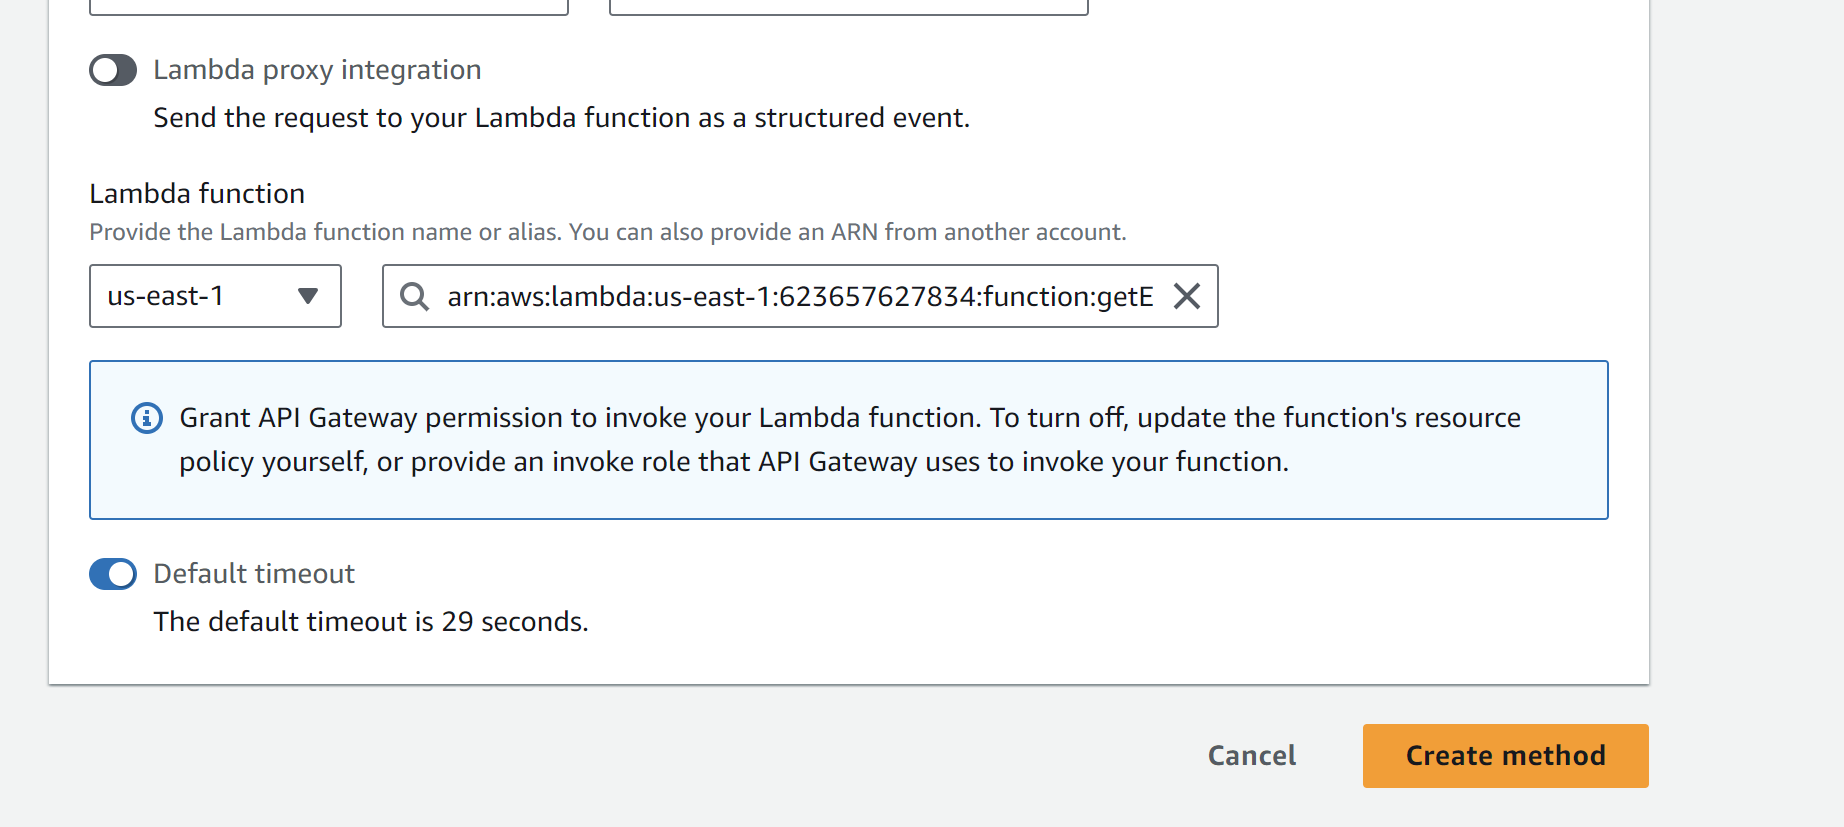 Lambda proxy integration
Send the request to your Lambda function as a structured event.
Lambda function
Provide the Lambda function name or alias. You can also provide an ARN from another account.
us-east-1
arn:aws:lambda:us-east-1:623657627834:function:getE
Grant API Gateway permission to invoke your Lambda function. To turn off, update the function's resource
policy yourself, or provide an invoke role that API Gateway uses to invoke your function.
Default timeout
The default timeout is 29 seconds.
Cancel
Create method